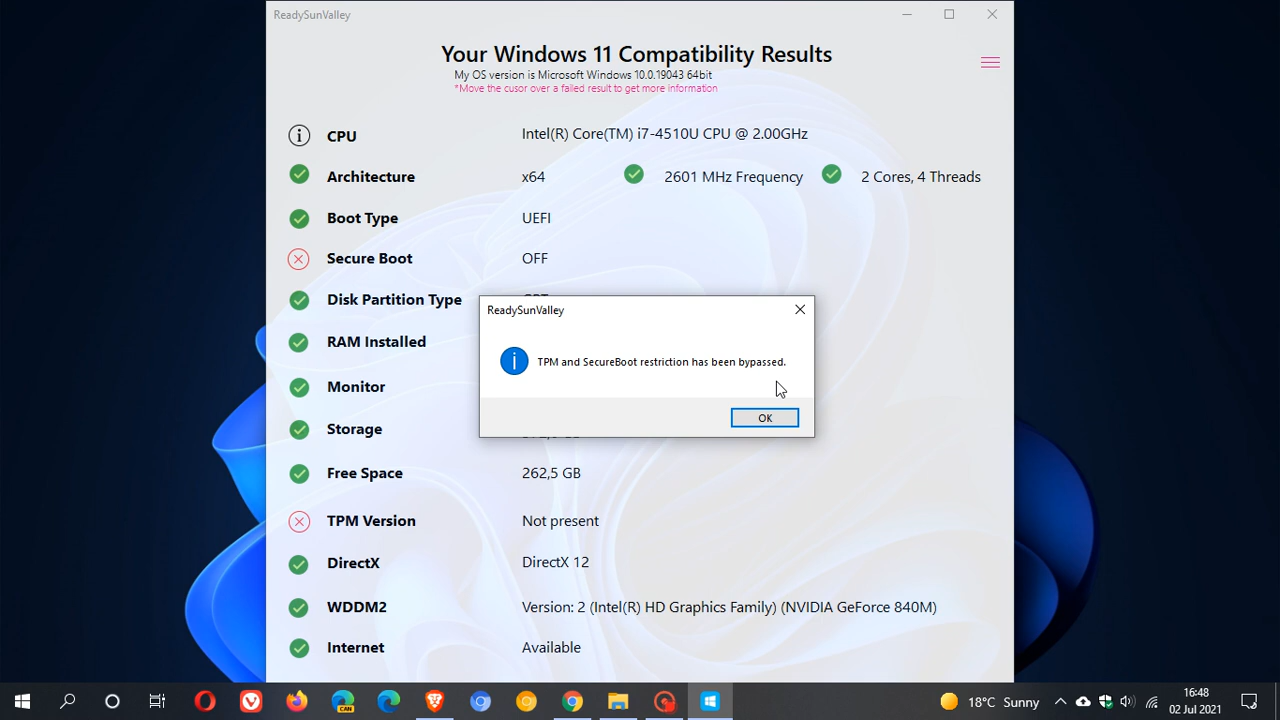 ReadySunValley
Your Windows 11 Compatibility Results
My OS version is Microsoft Windows 10.0.19043 64bit
*Move the cusor over a failed result to get more information
CPU
Intel(R) Core(TM) i7-4510U CPU @ 2.00GHz
Architecture
x64
2601 MHz Frequency
2 Cores, 4 Threads
Boot Type
UEFI
Secure Boot
OFF
Disk Partition Type
RAM Installed
Monitor
Storage
Free Space
262,5 GB
TPM Version
Not present
DirectX
DirectX 12
WDDM2
Version: 2 (Intel(R) HD Graphics Family) (NVIDIA GeForce 840M)
Internet
Available
ReadySunValley
TPM and SecureBoot restriction has been bypassed.
OK
CAN
18°C Sunny
16:48
02 Jul 2021